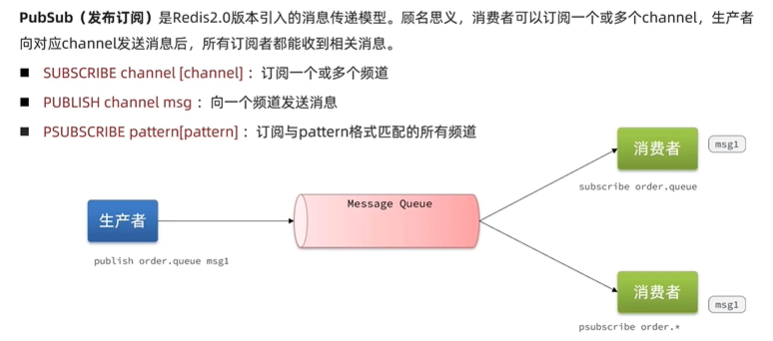 PubSub（发布订阅）是Redis2.0版本引入的消息传递模型。顾名思义，消费者可以订阅一个或多个channel，生产者
向对应channel发送消息后，所有订阅者都能收到相关消息。
■ SUBSCRIBE channel [channel] ：订阅一个或多个频道
■ PUBLISH channel msg ：向一个频道发送消息
■ PSUBSCRIBE pattern[pattern] ：订阅与pattern格式匹配的所有频道
消费者
msg1
subscribe order.queue
Message Queue
生产者
publish order.queue msg1
消费者
msg1
psubscribe order.*